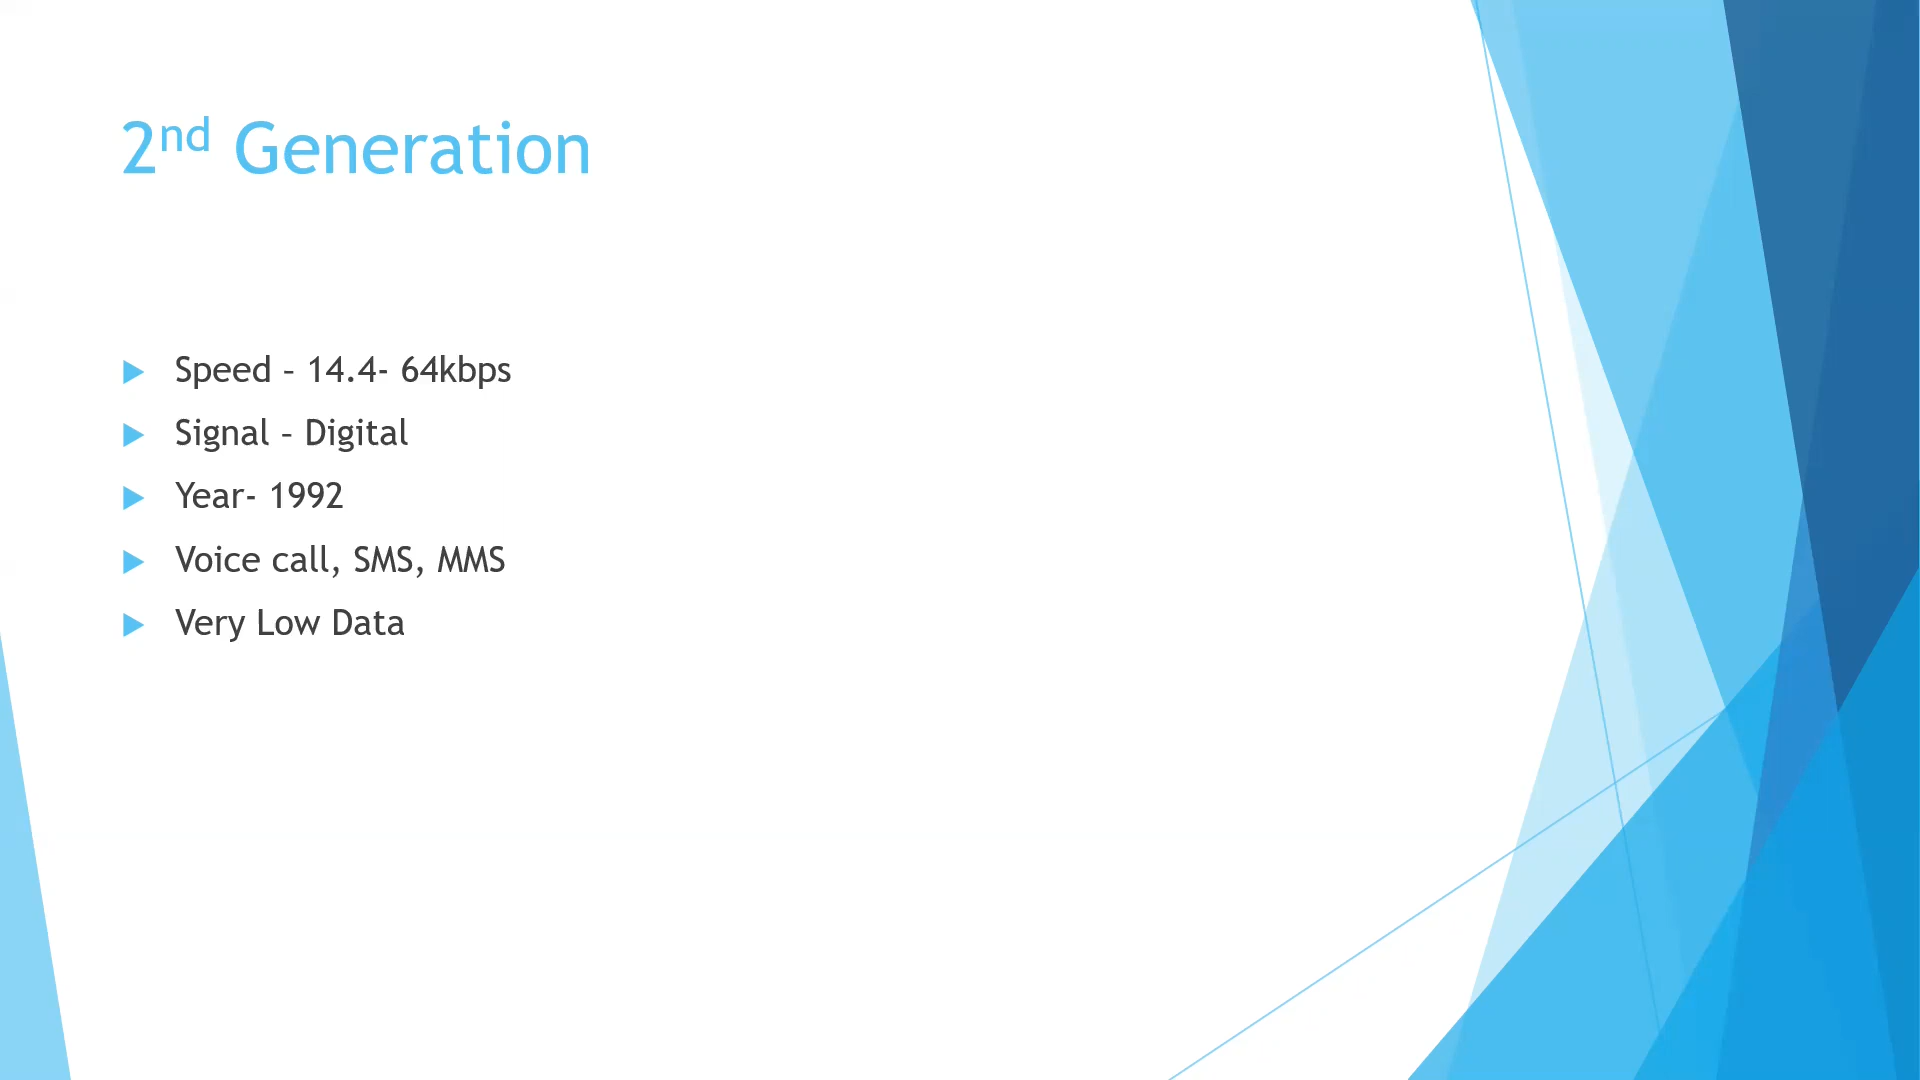 2nd Generation
Speed – 14.4- 64kbps
Signal – Digital
Year- 1992
Voice call, SMS, MMS
Very Low Data